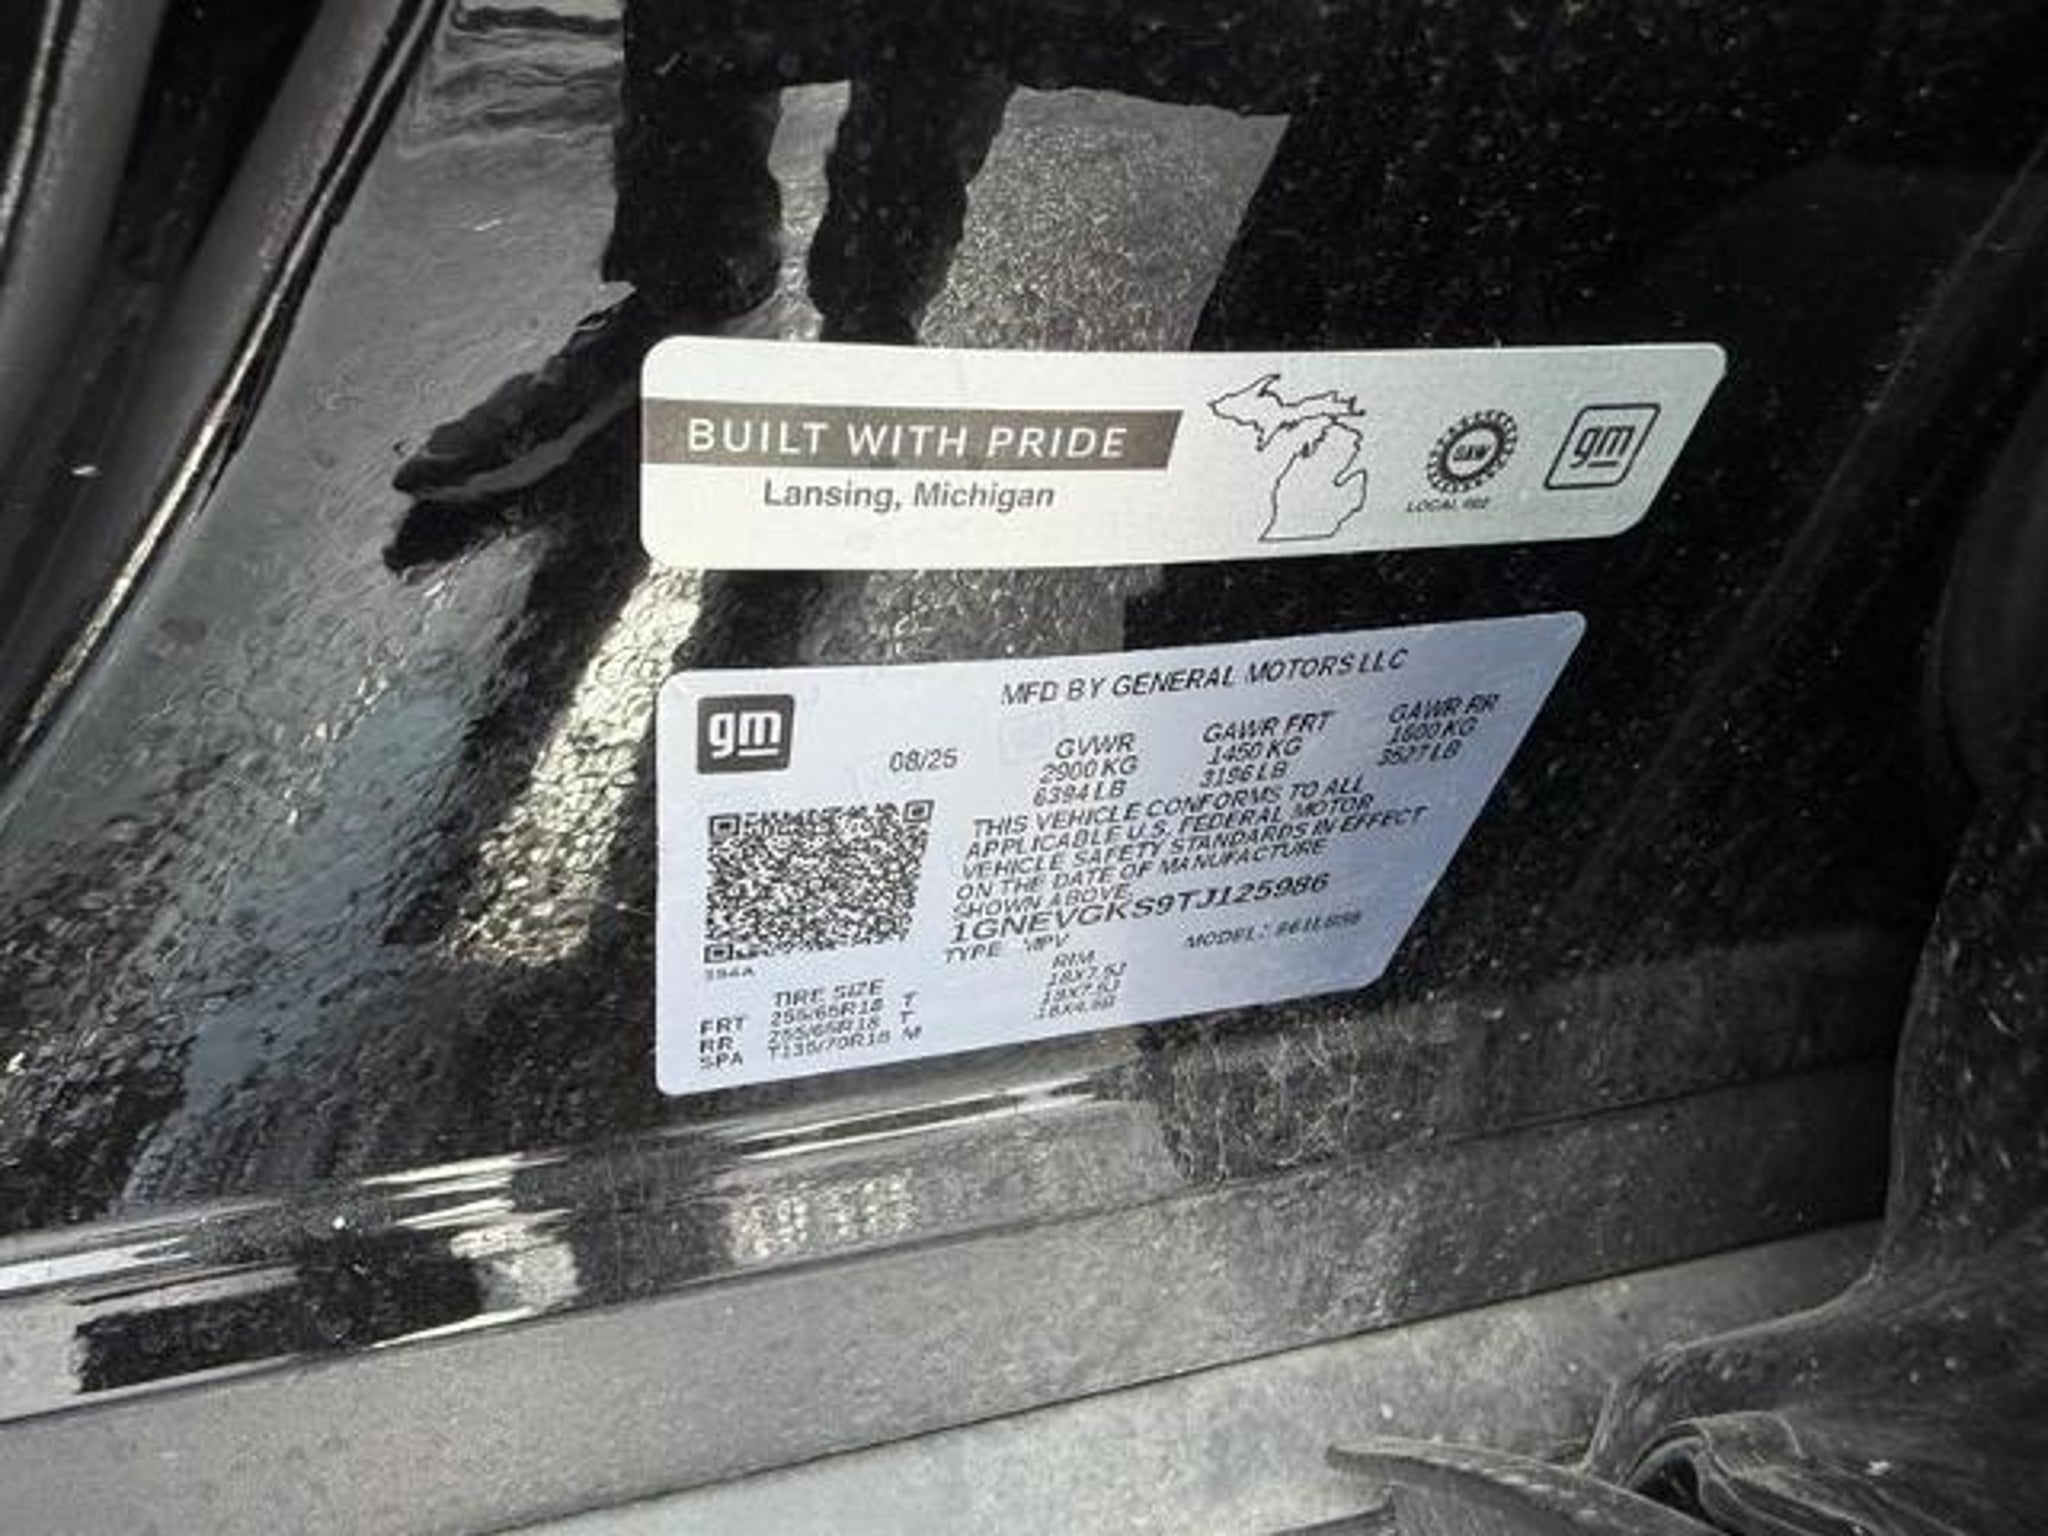 BUILT WITH PRIDE
Lansing, Michigan
UAW
LOCAL 602
gm
gm
MFD BY GENERAL MOTORS LLC
08/25
GVWR GAWR FRT GAWR RR
2900 KG 1450 KG 1600 KG
6394 LB 3196 LB 3527 LB
THIS VEHICLE CONFORMS TO ALL
APPLICABLE U.S. FEDERAL MOTOR
VEHICLE SAFETY STANDARDS IN EFFECT
ON THE DATE OF MANUFACTURE
SHOWN ABOVE.
1GNEVGKS9TJ125986
TYPE MPV MODEL:
TIRE SIZE RIM
FRT 255/65R18 T 18X7.5J
RR 255/65R18 T 18X7.5J
SPA T135/70R18 M